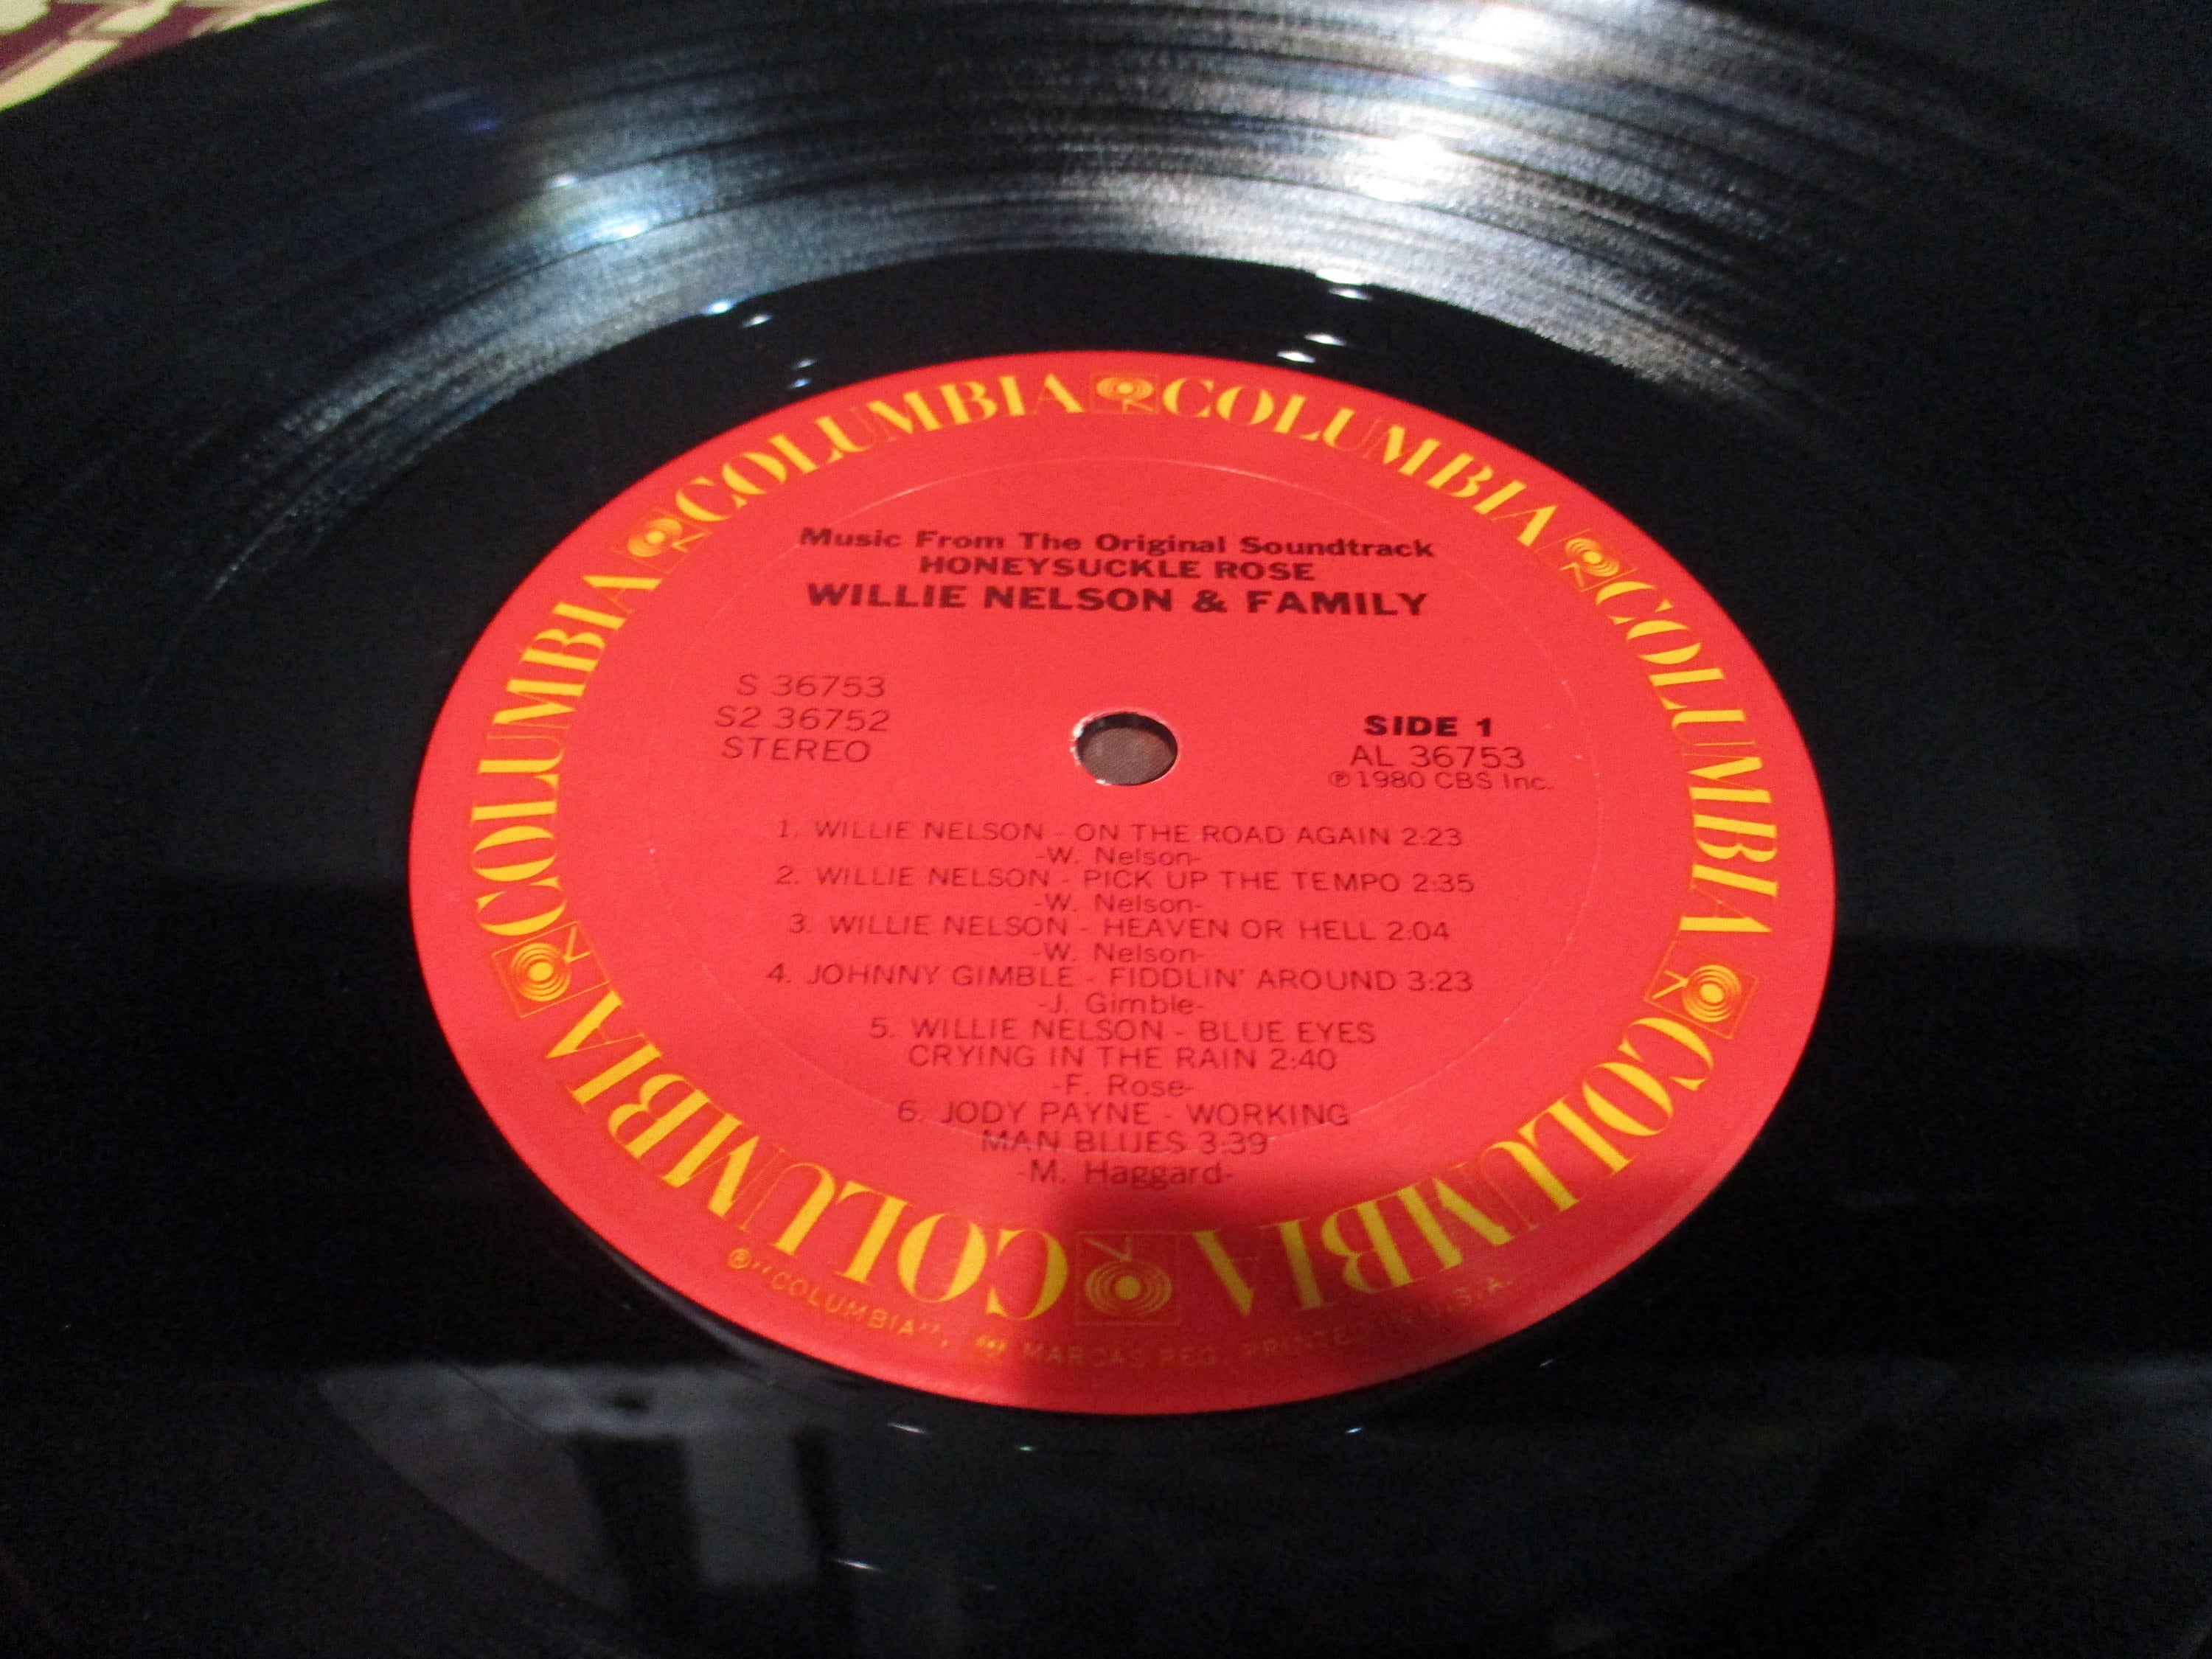 COLUMBIA COLUMBIA COLUMBIA COLUMBIA COLUMBIA COLUMBIA
Music From The Original Soundtrack
HONEYSUCKLE ROSE
WILLIE NELSON & FAMILY
S 36753
S2 36752
STEREO
SIDE 1
AL 36753
℗1980 CBS Inc.
1. WILLIE NELSON - ON THE ROAD AGAIN 2:23
-W. Nelson-
2. WILLIE NELSON - PICK UP THE TEMPO 2:35
-W. Nelson-
3. WILLIE NELSON - HEAVEN OR HELL 2:04
-W. Nelson-
4. JOHNNY GIMBLE - FIDDLIN' AROUND 3:23
-J. Gimble-
5. WILLIE NELSON - BLUE EYES
CRYING IN THE RAIN 2:40
-F. Rose-
6. JODY PAYNE - WORKING
MAN BLUES 3:39
-M. Haggard-
® "COLUMBIA", MARCAS REG. PRINTED IN U.S.A.